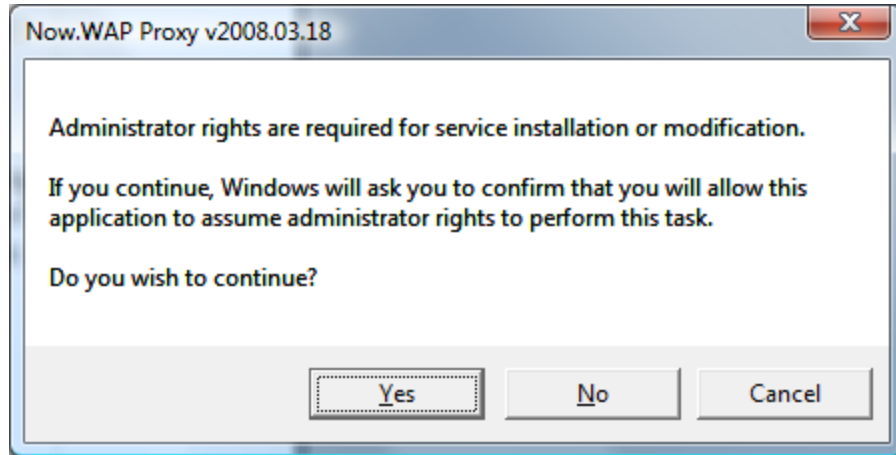 Now.WAP Proxy v2008.03.18
Administrator rights are required for service installation or modification.
If you continue, Windows will ask you to confirm that you will allow this
application to assume administrator rights to perform this task.
Do you wish to continue?
Yes
No
Cancel